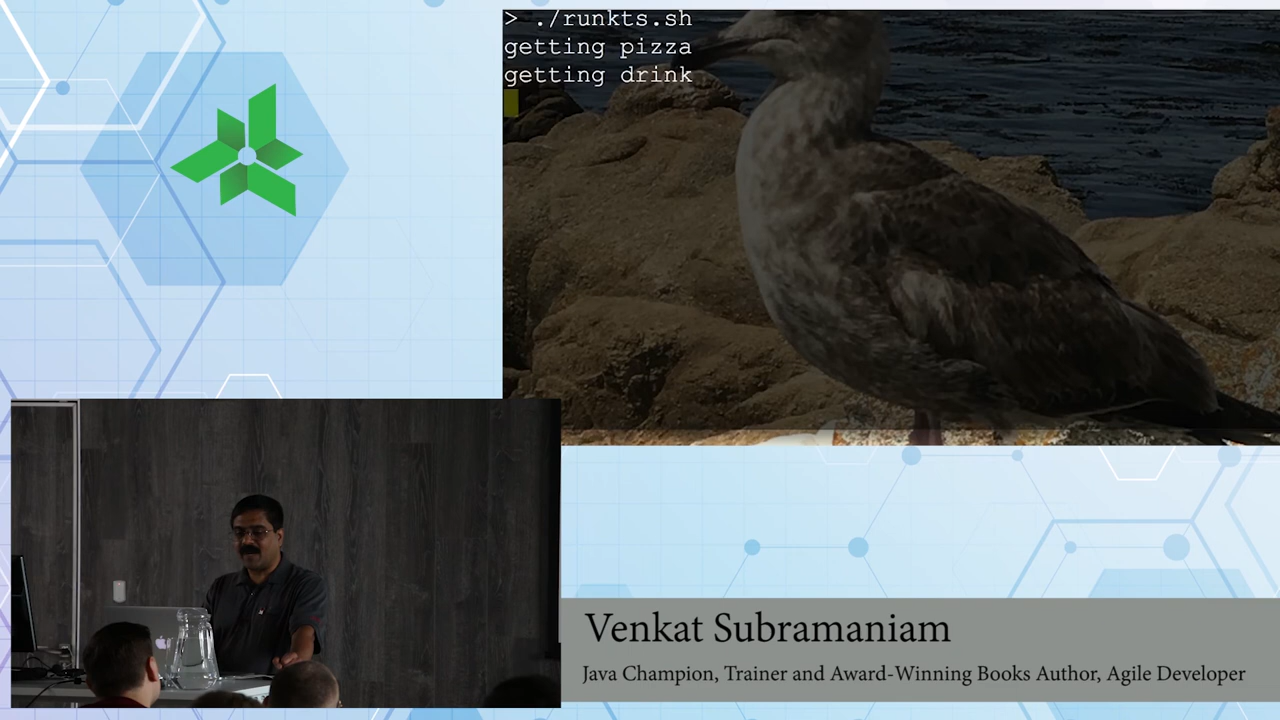 > ./runkts.sh
getting pizza
getting drink
Venkat Subramaniam
Java Champion, Trainer and Award-Winning Books Author, Agile Developer